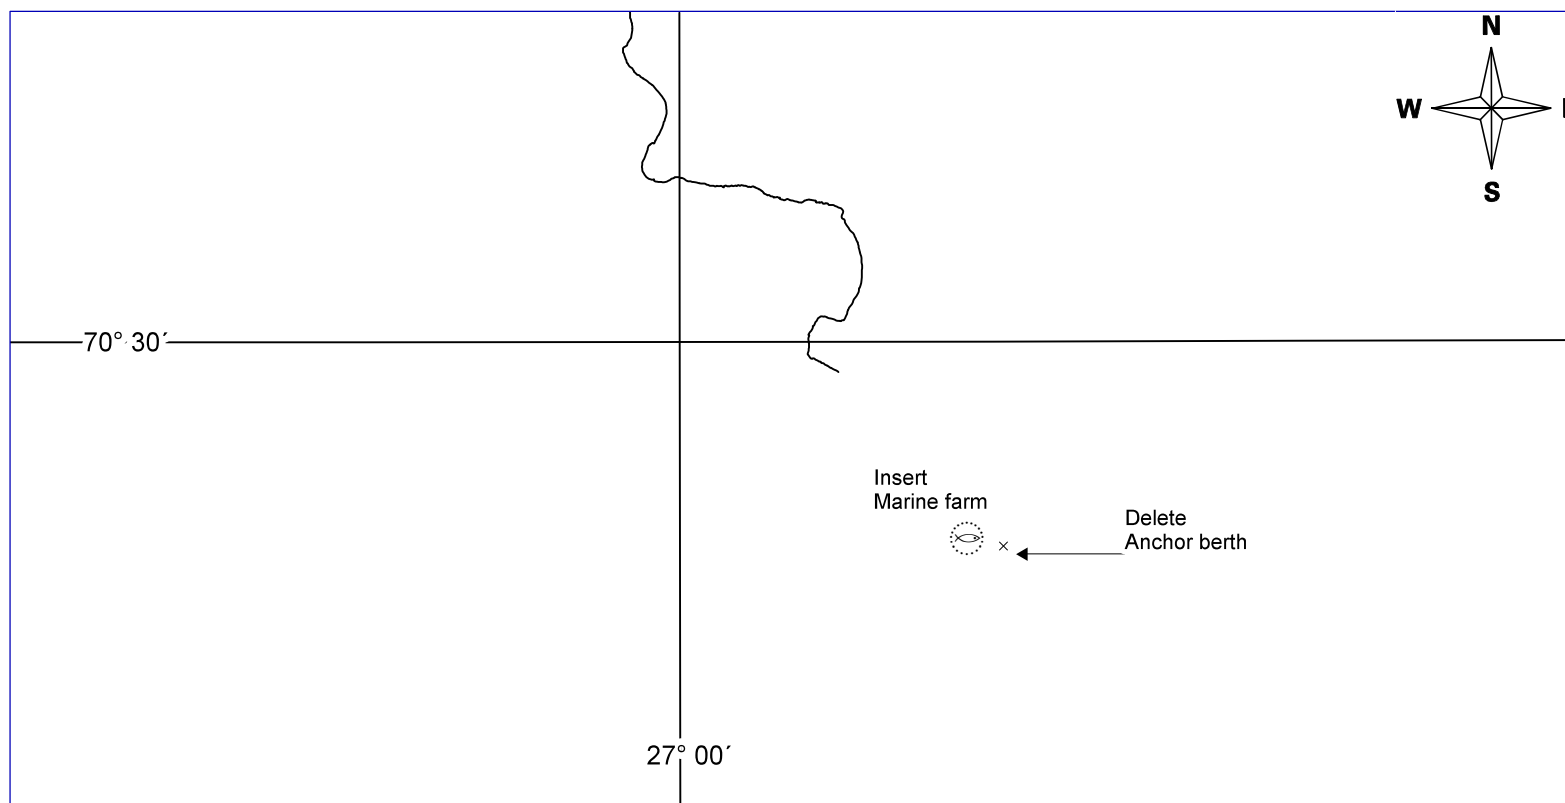 N
W
S
70° 30´
Insert
Marine farm
Delete
Anchor berth
27° 00´